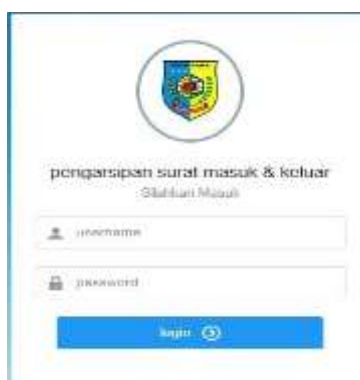 pengarsipan surat masuk & keluar
Silahkan Masuk
username
password
login